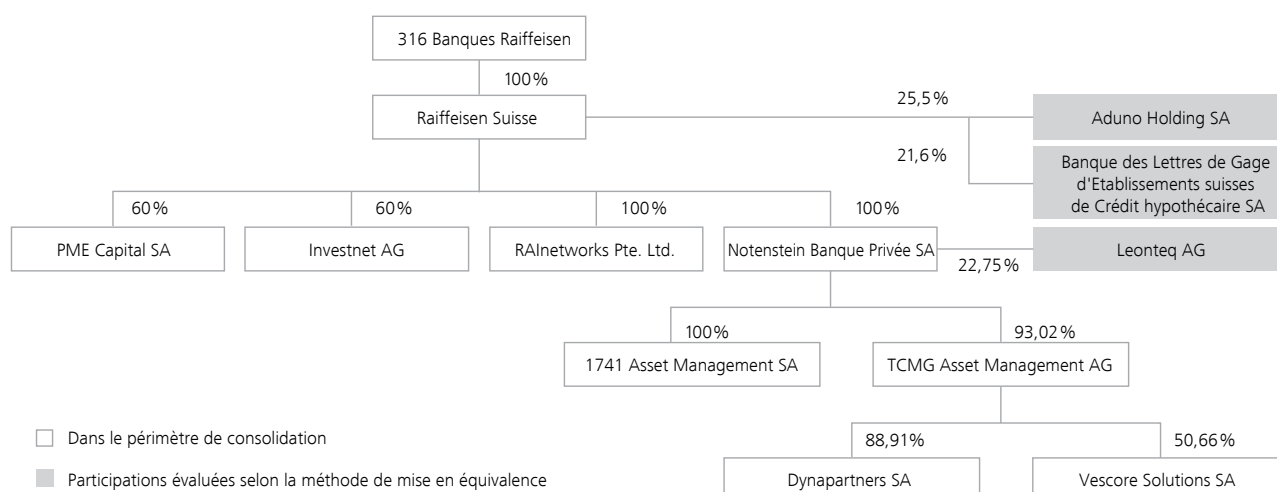 316 Banques Raiffeisen
100%
Raiffeisen Suisse
25,5%
Aduno Holding SA
21,6%
Banque des Lettres de Gage
d'Etablissements suisses
de Crédit hypothécaire SA
60%
60%
100%
100%
PME Capital SA
Investnet AG
RAInetworks Pte. Ltd.
Notenstein Banque Privée SA
22,75%
Leonteq AG
100%
93,02%
1741 Asset Management SA
TCMG Asset Management AG
Dans le périmètre de consolidation
88,91%
50,66%
Participations évaluées selon la méthode de mise en équivalence
Dynapartners SA
Vescore Solutions SA